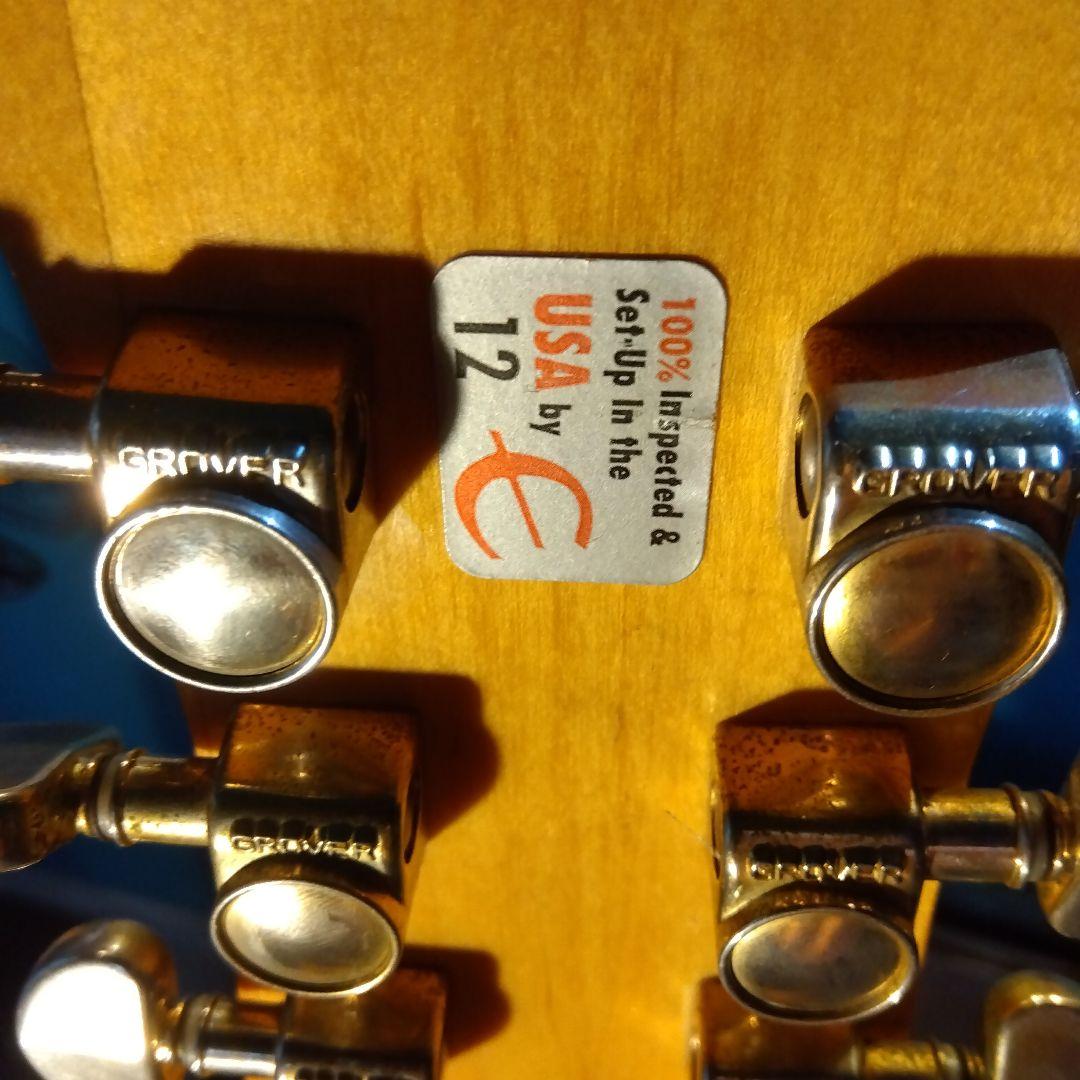 100% Inspected &
Set-Up In the
USA by €
12
GROVER
GROVER
GROVER
GROVER